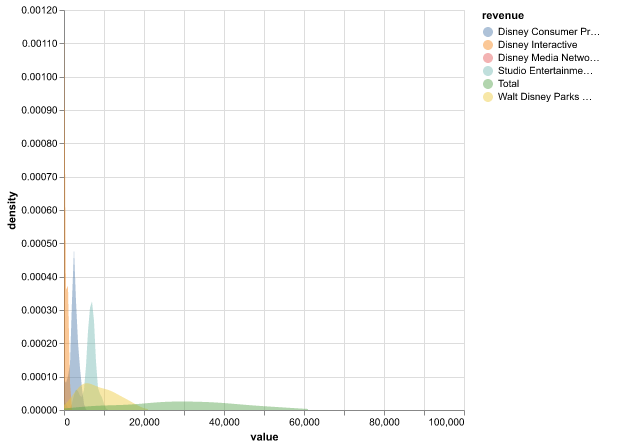 0.00120
0.00110
0.00100
0.00090
0.00080
0.00070
0.00060
0.00050
0.00040
0.00030
0.00020
0.00010
0.00000
density
0 20,000 40,000 60,000 80,000 100,000
value
revenue
Disney Consumer Pr…
Disney Interactive
Disney Media Netwo…
Studio Entertainme…
Total
Walt Disney Parks …